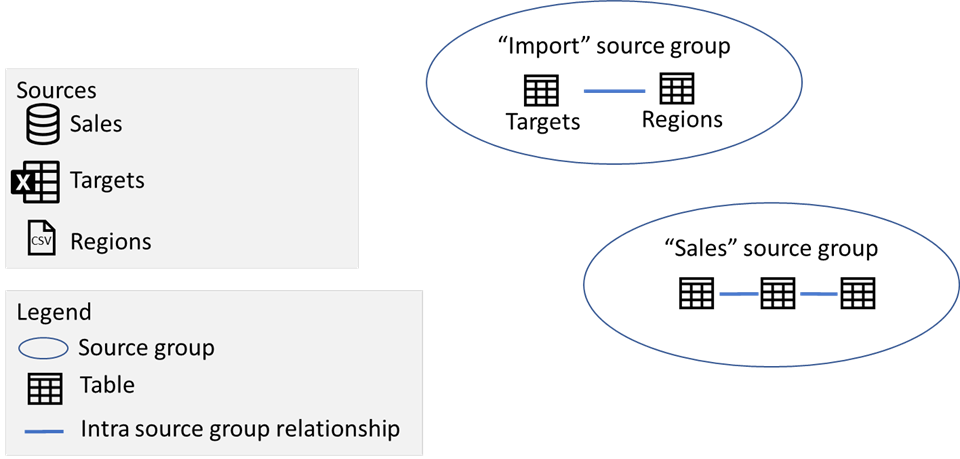 “Import” source group
Targets
Regions
Sources
Sales
Targets
CSV
Regions
“Sales” source group
Legend
Source group
Table
Intra source group relationship